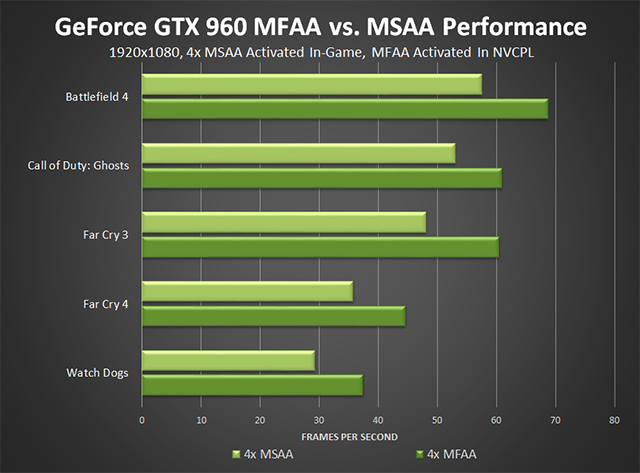 GeForce GTX 960 MFAA vs. MSAA Performance
1920x1080, 4x MSAA Activated In-Game, MFAA Activated In NVCPL
Battlefield 4
Call of Duty: Ghosts
Far Cry 3
Far Cry 4
Watch Dogs
0 10 20 30 40 50 60 70 80
FRAMES PER SECOND
4x MSAA 4x MFAA